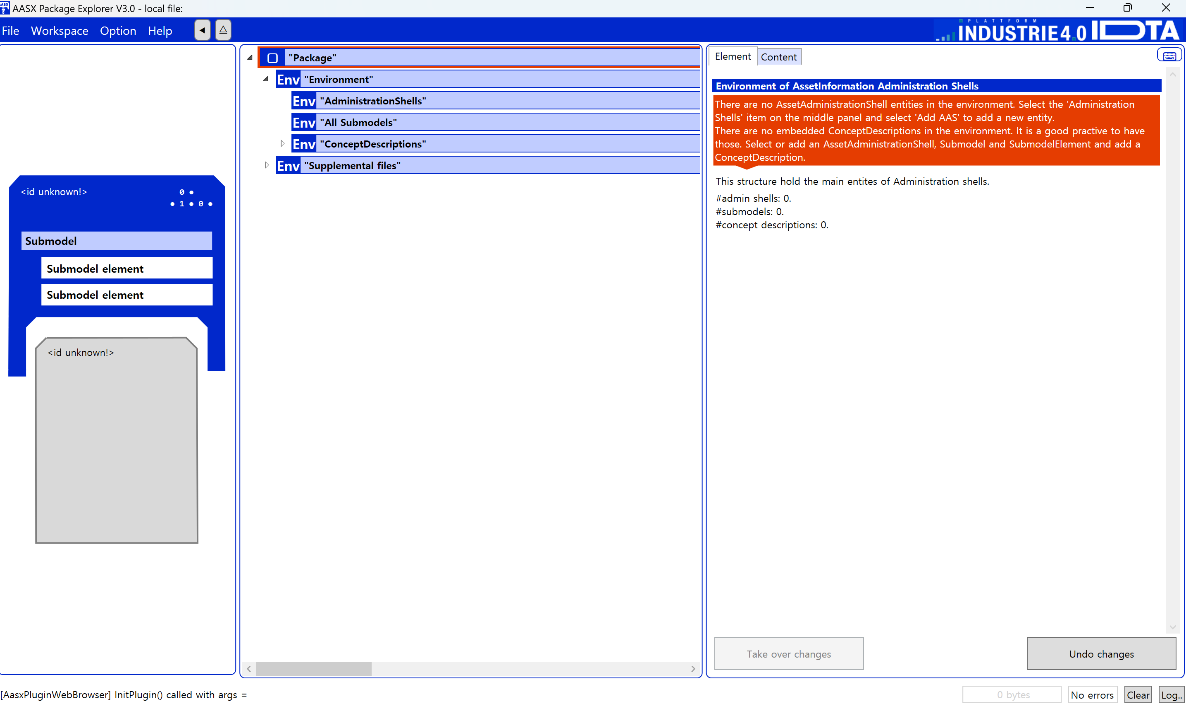 AASX Package Explorer V3.0 - local file:
File Workspace Option Help
PLATTFORM
INDUSTRIE4.0 IDTA
<id unknown!>
0
1 0
Submodel
Submodel element
Submodel element
<id unknown!>
"Package"
Env "Environment"
Env "AdministrationShells"
Env "All Submodels"
Env "ConceptDescriptions"
Env "Supplemental files"
Element Content
Environment of AssetInformation Administration Shells
There are no AssetAdministrationShell entities in the environment. Select the 'Administration
Shells' item on the middle panel and select 'Add AAS' to add a new entity.
There are no embedded ConceptDescriptions in the environment. It is a good practive to have
those. Select or add an AssetAdministrationShell, Submodel and SubmodelElement and add a
ConceptDescription.
This structure hold the main entites of Administration shells.
#admin shells: 0.
#submodels: 0.
#concept descriptions: 0.
Take over changes Undo changes
[AasxPluginWebBrowser] InitPlugin() called with args =
0 bytes No errors Clear Log..